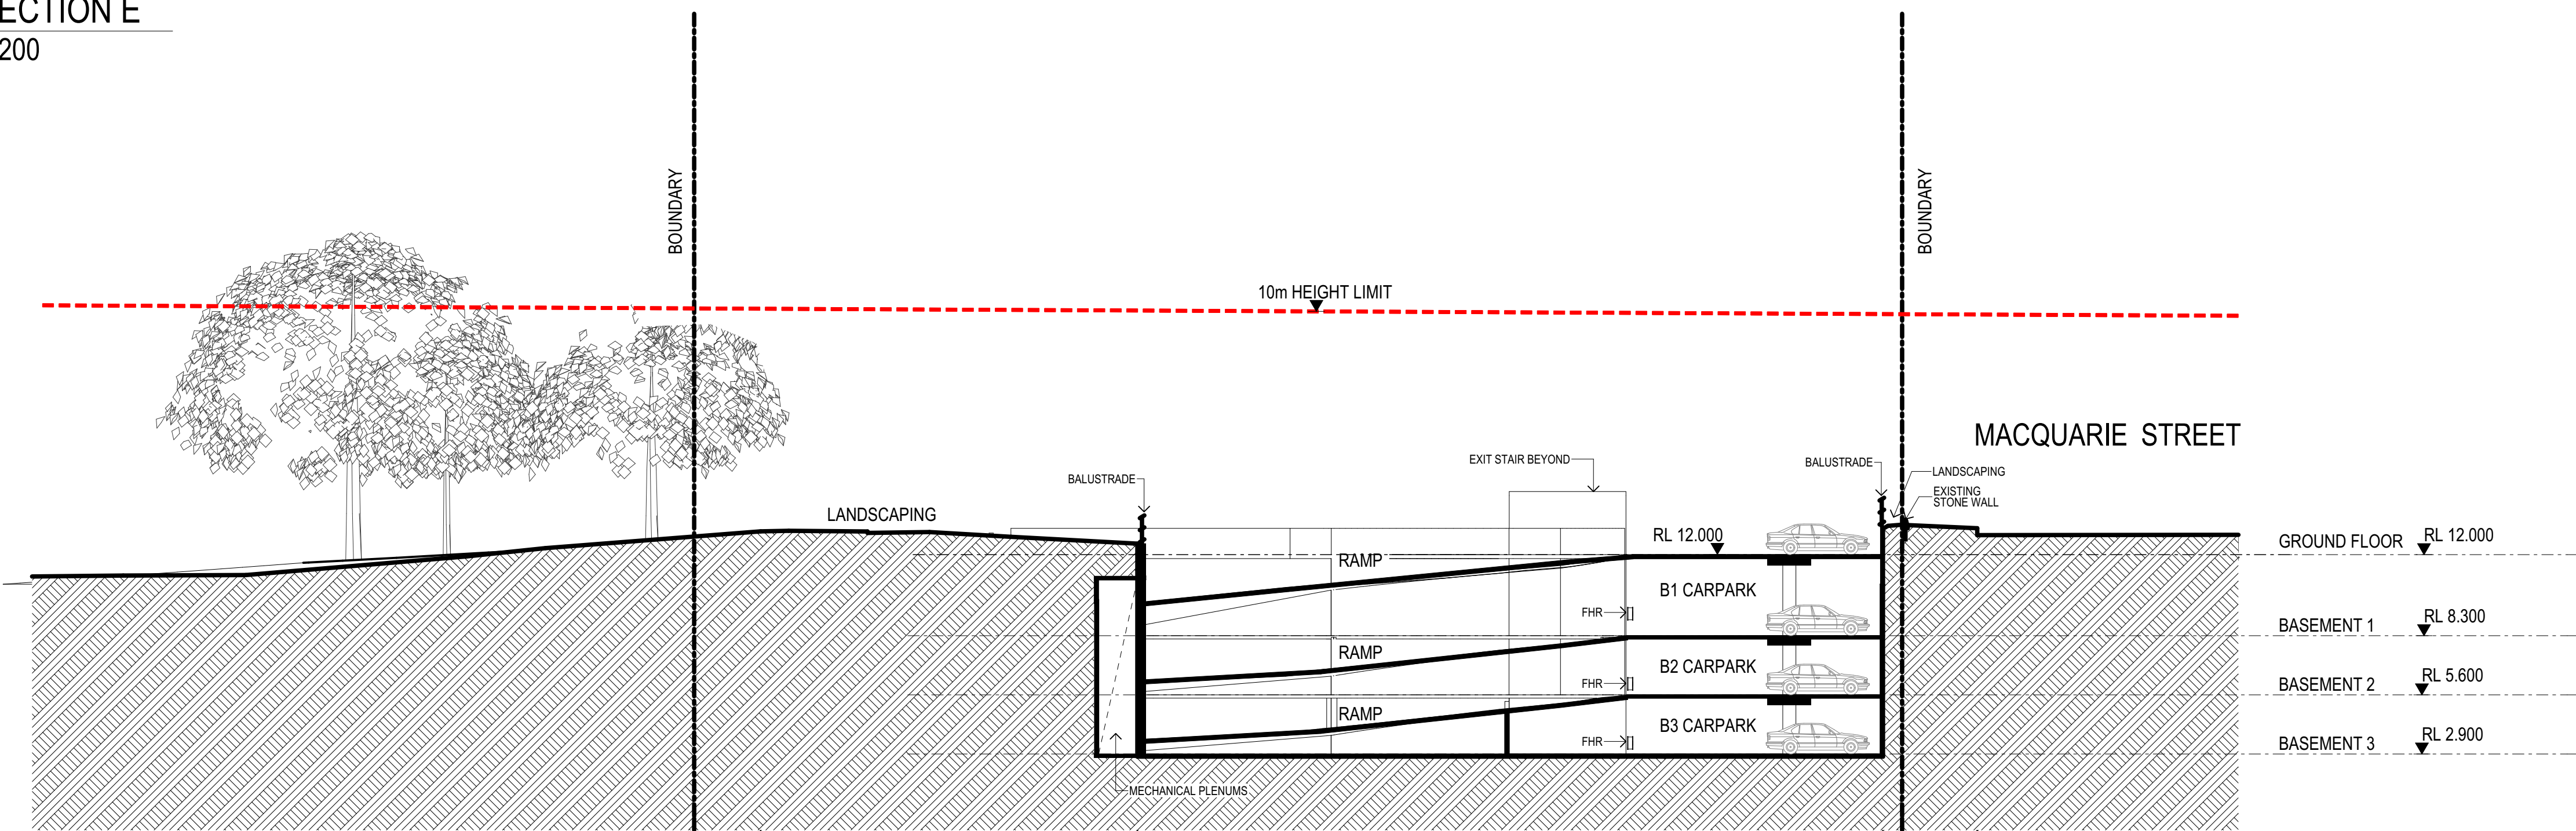 ECTION E
200
BOUNDARY
BOUNDARY
10m HEIGHT LIMIT
MACQUARIE STREET
EXIT STAIR BEYOND
BALUSTRADE
BALUSTRADE
LANDSCAPING
EXISTING
STONE WALL
LANDSCAPING
RL 12.000
GROUND FLOOR RL 12.000
RAMP
B1 CARPARK
FHR
BASEMENT 1 RL 8.300
RAMP
B2 CARPARK
FHR
BASEMENT 2 RL 5.600
RAMP
B3 CARPARK
FHR
BASEMENT 3 RL 2.900
MECHANICAL PLENUMS